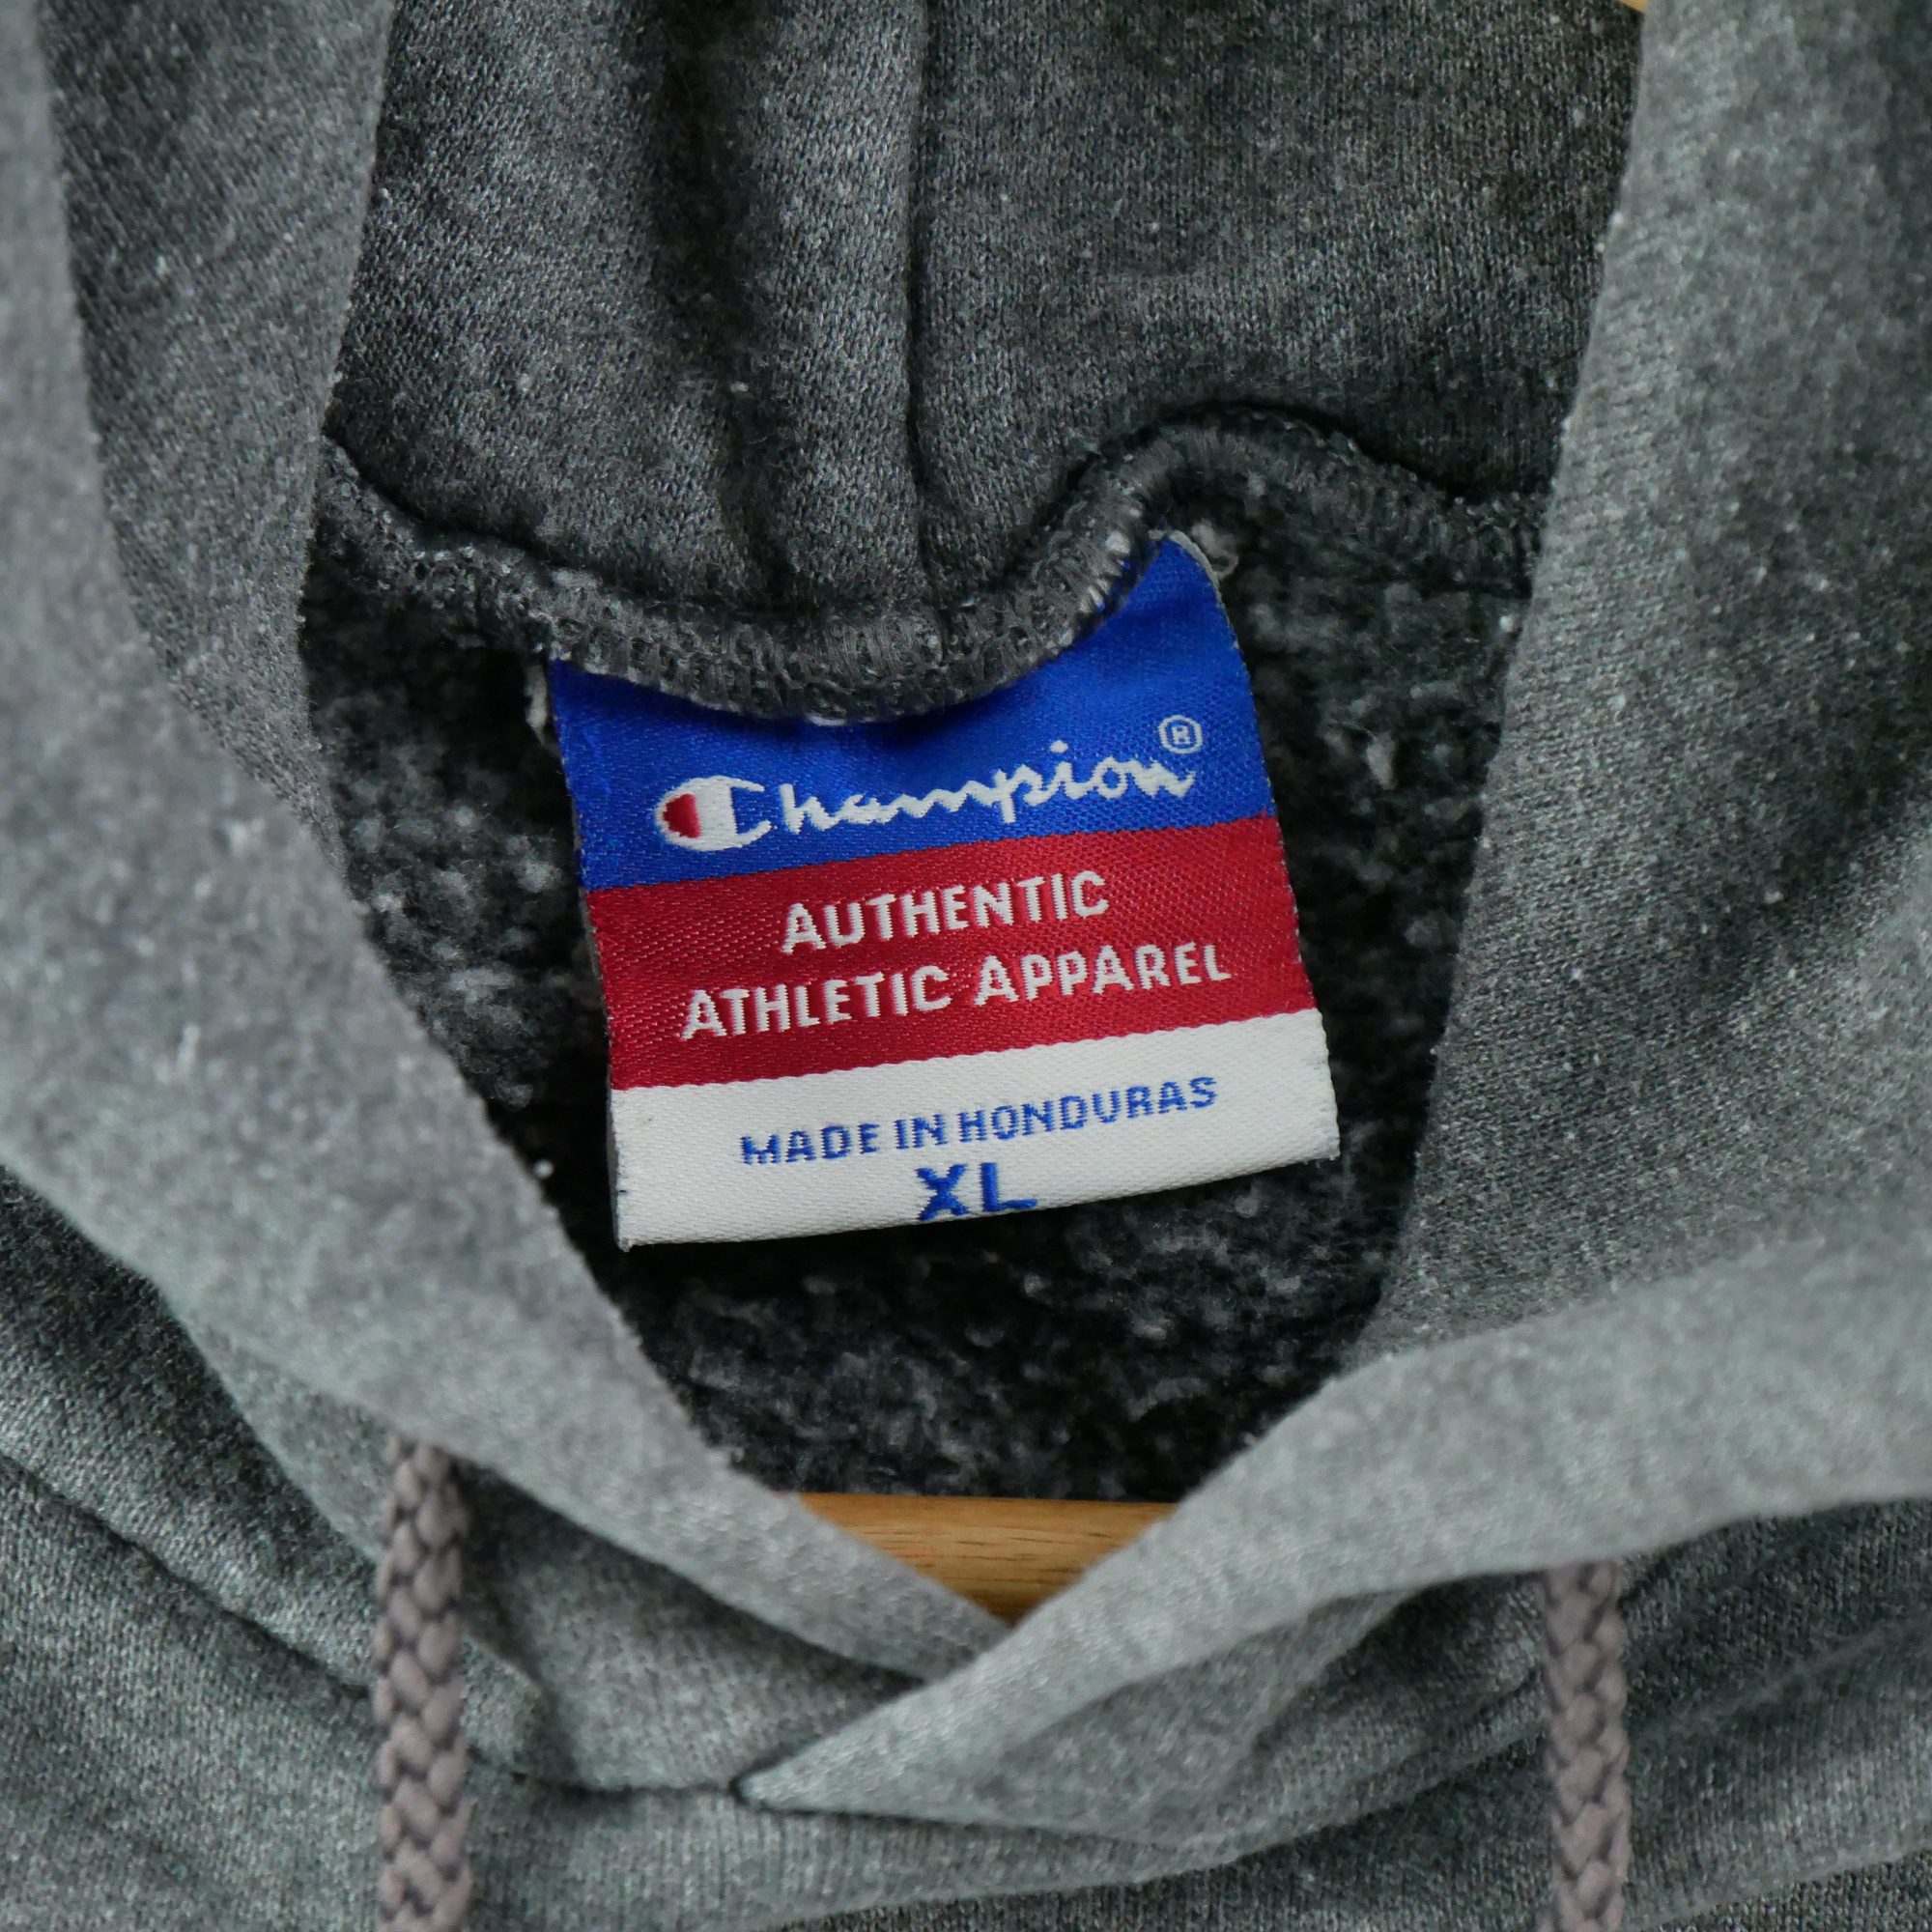 Champion®
AUTHENTIC
ATHLETIC APPAREL
MADE IN HONDURAS
XL